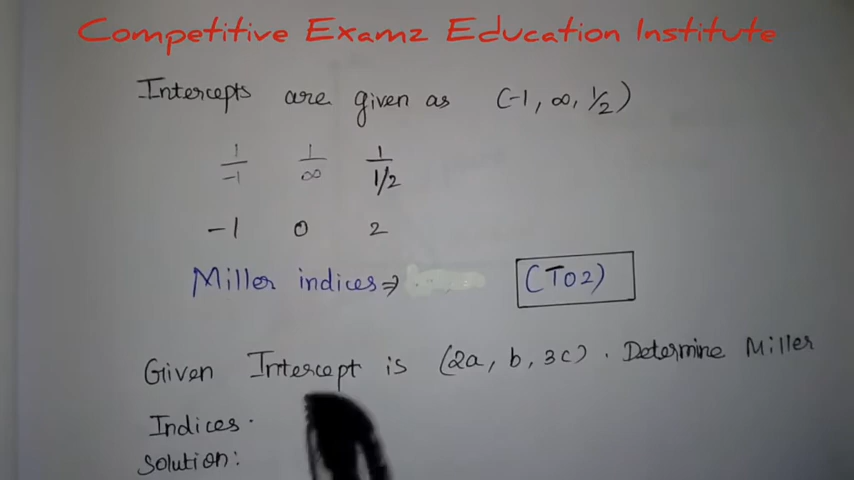 Competitive Examz Education Institute
Intercepts are given as (-1, ∞, 1/2)
1/-1 1/∞ 1/1/2
-1 0 2
Miller indices ⇒ (1̅02)
Given Intercept is (2a, b, 3c). Determine Miller
Indices.
Solution: